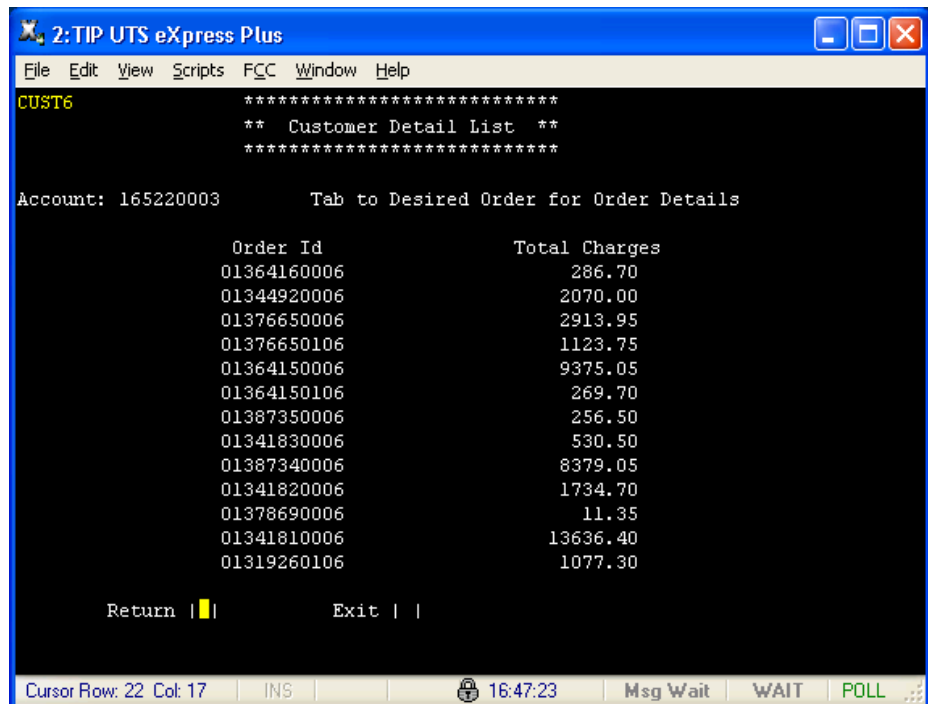 2:TIP UTS eXpress Plus
File Edit View Scripts FCC Window Help
CUST6 ****************************
** Customer Detail List **
****************************
Account: 165220003 Tab to Desired Order for Order Details
Order Id Total Charges
01364160006 286.70
01344920006 2070.00
01376650006 2913.95
01376650106 1123.75
01364150006 9375.05
01364150106 269.70
01387350006 256.50
01341830006 530.50
01387340006 8379.05
01341820006 1734.70
01378690006 11.35
01341810006 13636.40
01319260106 1077.30
Return | | Exit | |
Cursor Row: 22 Col: 17 INS 16:47:23 Msg Wait WAIT POLL